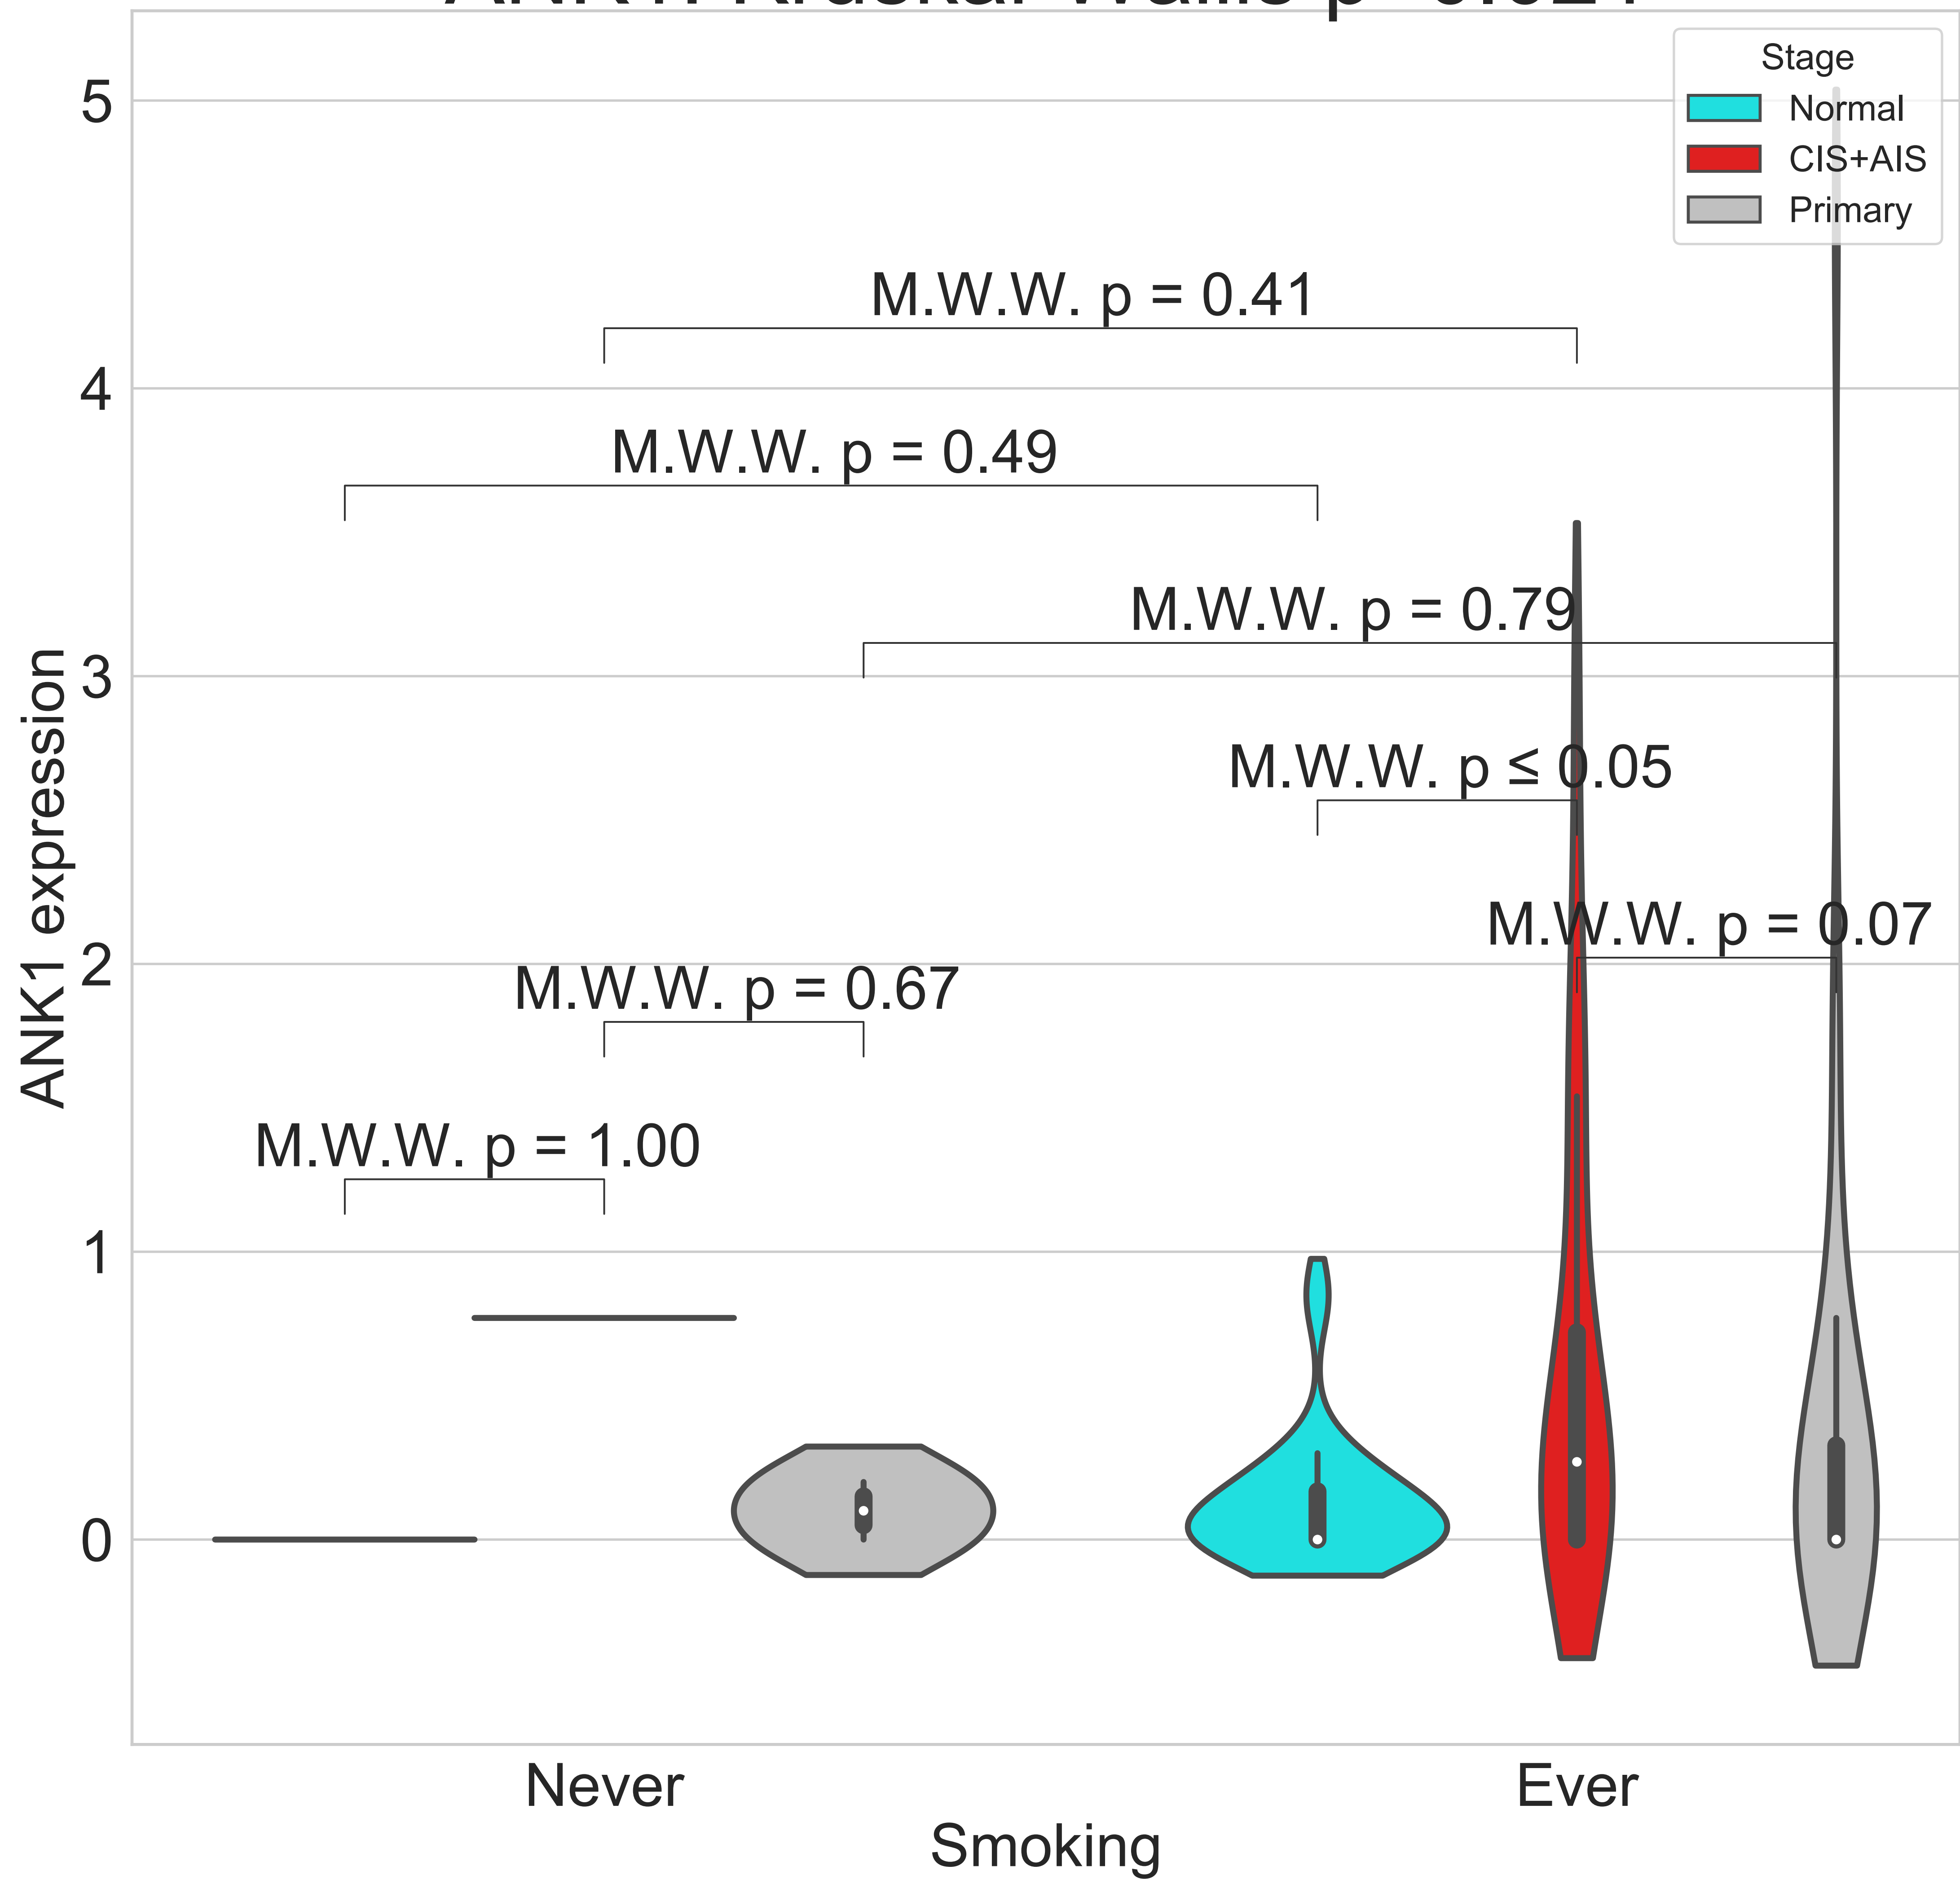 Stage
Normal
CIS+AIS
Primary
5
4
3
2
1
0
ANK1 expression
M.W.W. p = 0.41
M.W.W. p = 0.49
M.W.W. p = 0.79
M.W.W. p ≤ 0.05
M.W.W. p = 0.07
M.W.W. p = 0.67
M.W.W. p = 1.00
Never
Ever
Smoking